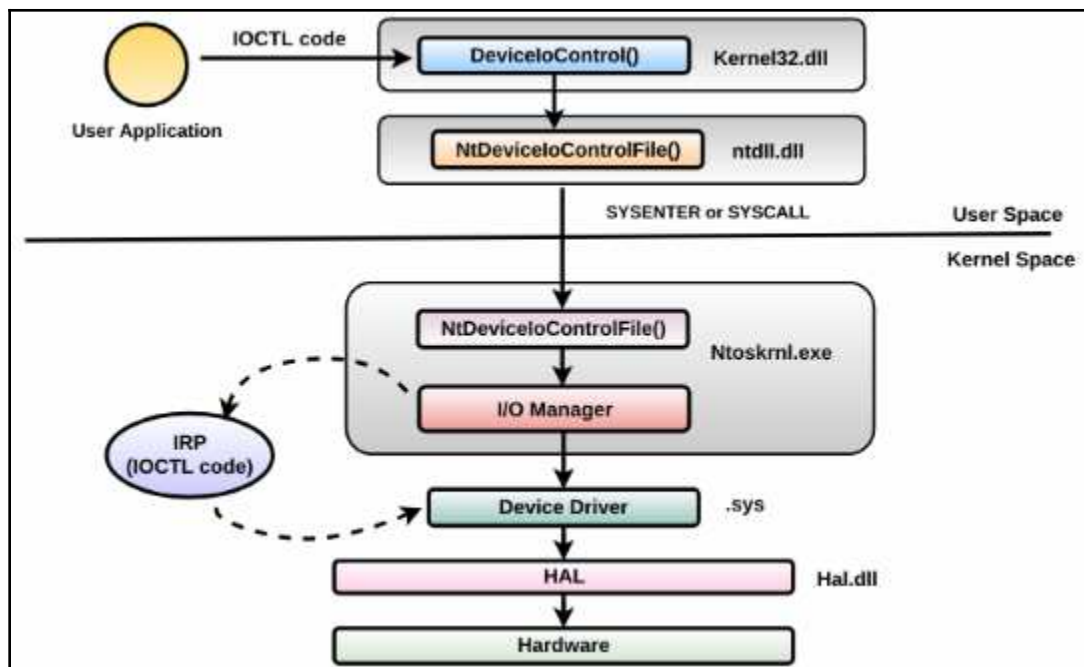 IOCTL code
DeviceIoControl()
Kernel32.dll
User Application
NtDeviceIoControlFile()
ntdll.dll
SYSENTER or SYSCALL
User Space
Kernel Space
NtDeviceIoControlFile()
Ntoskrnl.exe
I/O Manager
IRP
(IOCTL code)
Device Driver
.sys
HAL
Hal.dll
Hardware